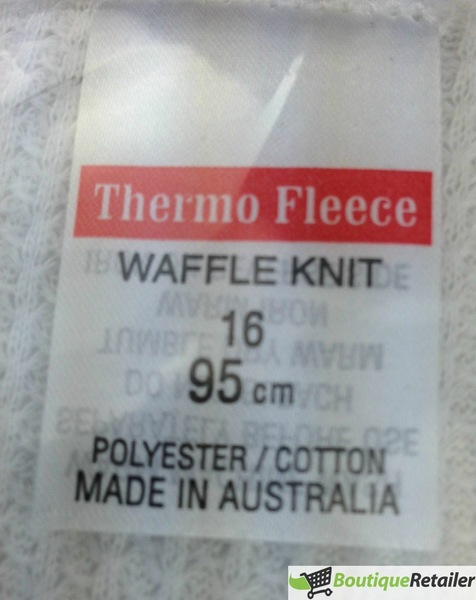 Thermo Fleece
WAFFLE KNIT
16
95 cm
POLYESTER / COTTON
MADE IN AUSTRALIA
BoutiqueRetailer